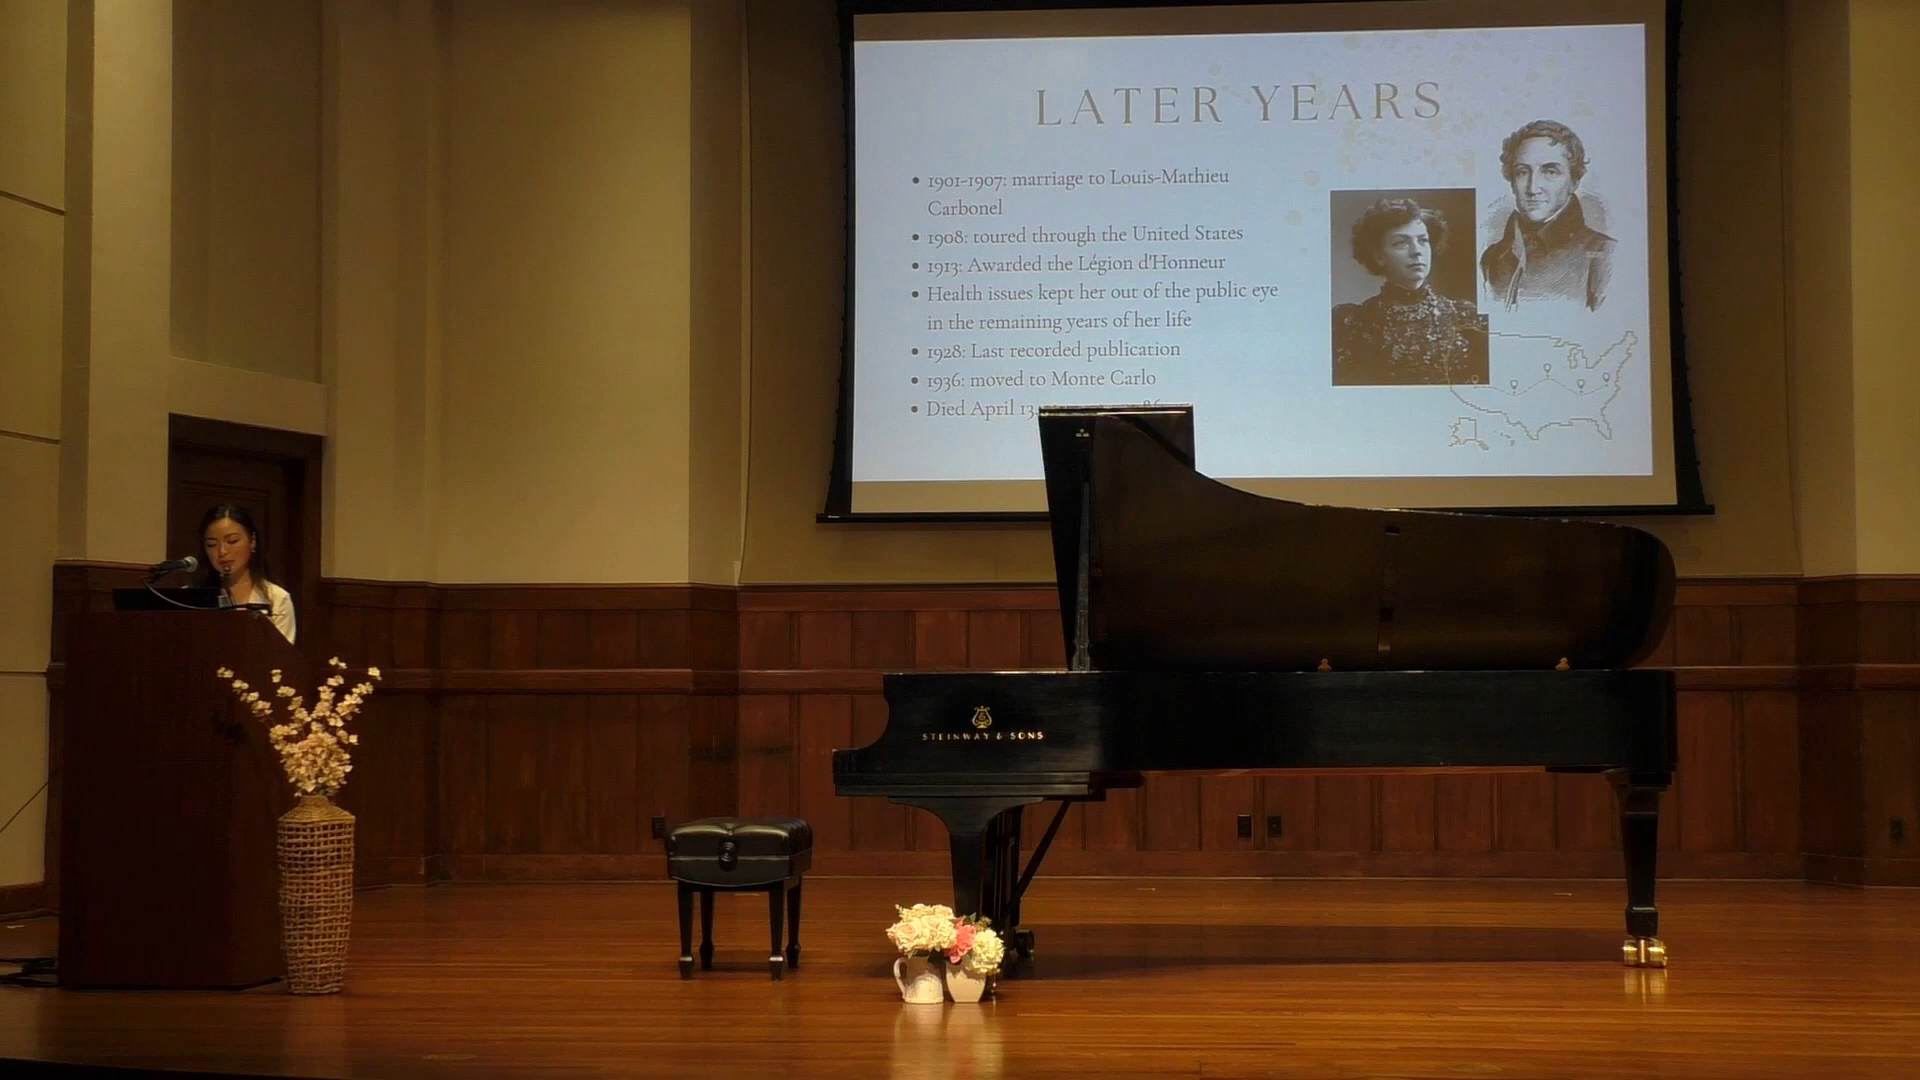 LATER YEARS
• 1901-1907: marriage to Louis-Mathieu
Carbonel
• 1908: toured through the United States
• 1913: Awarded the Légion d'Honneur
• Health issues kept her out of the public eye
in the remaining years of her life
• 1928: Last recorded publication
• 1936: moved to Monte Carlo
• Died April 13,
STEINWAY & SONS